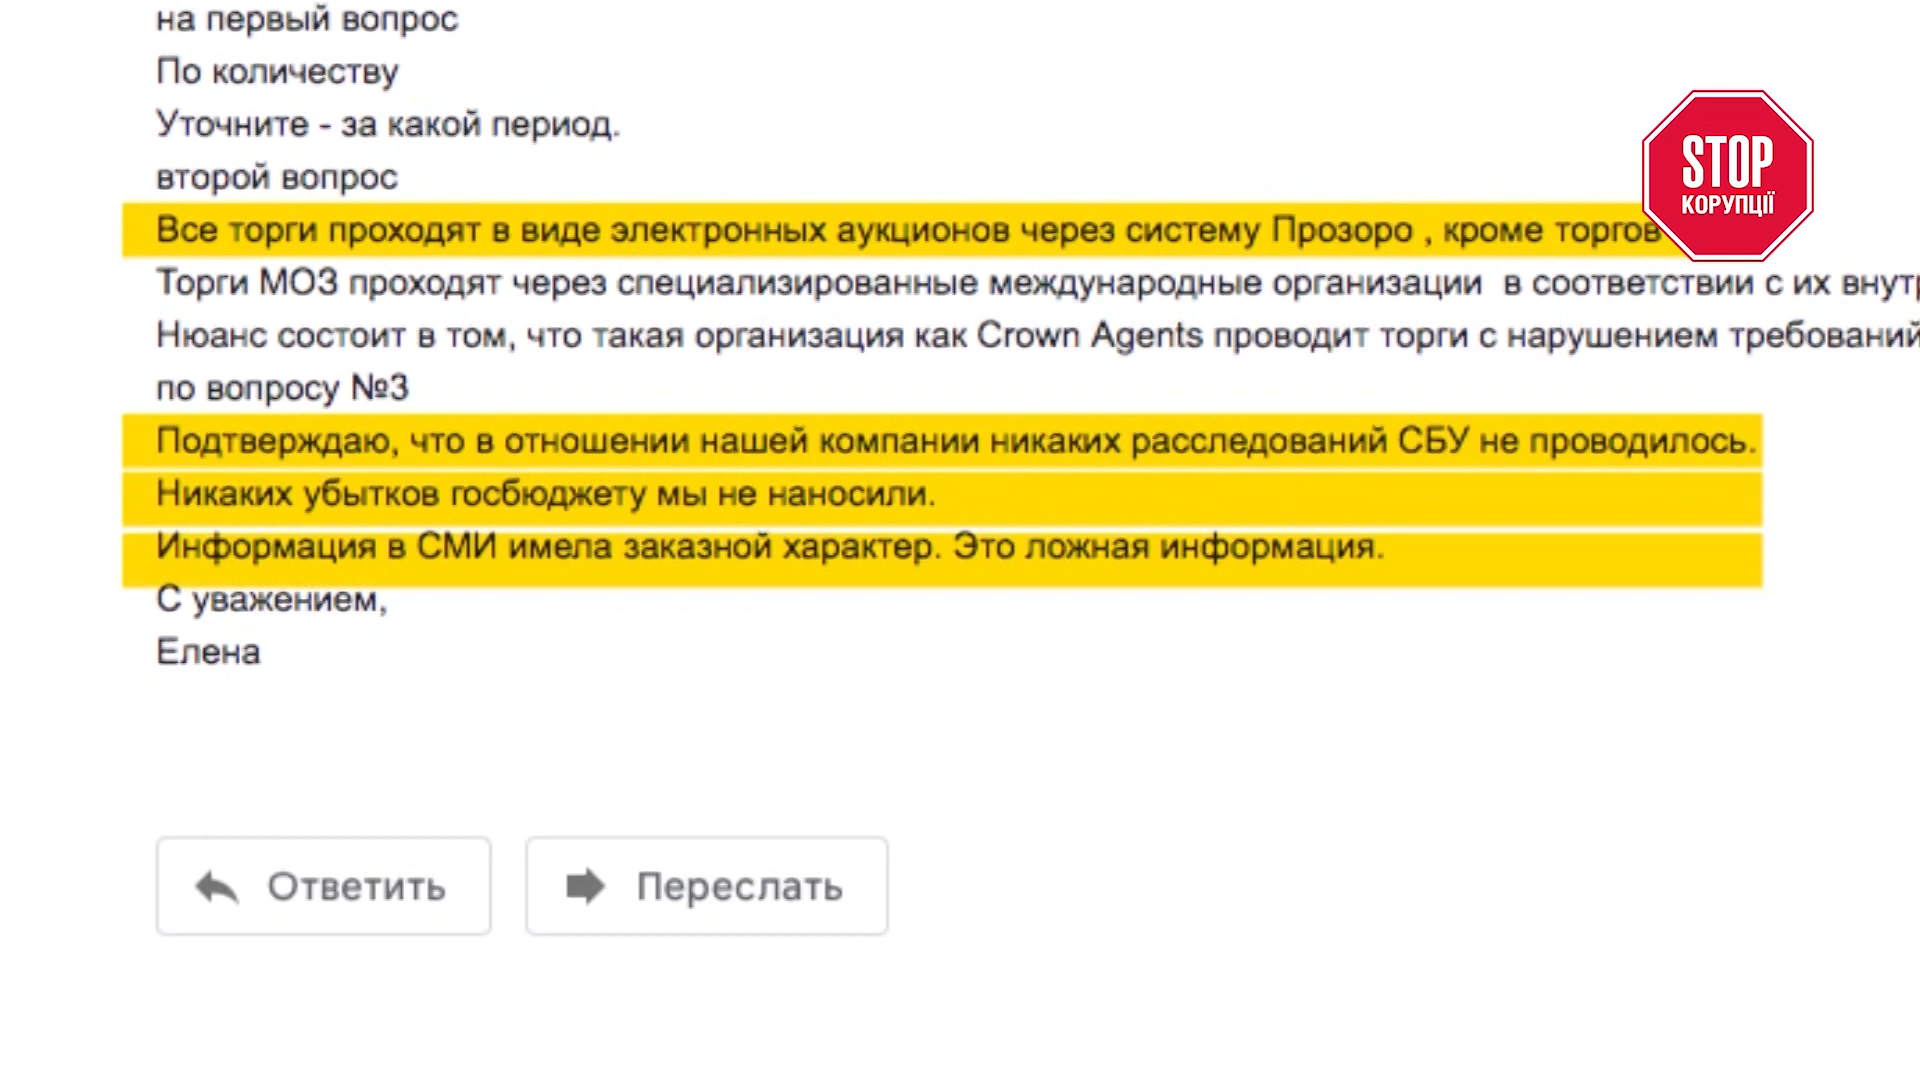 на первый вопрос
По количеству
Уточните - за какой период.
второй вопрос
Все торги проходят в виде электронных аукционов через систему Прозоро , кроме торгов
Торги МОЗ проходят через специализированные международные организации в соответствии с их
Нюанс состоит в том, что такая организация как Crown Agents проводит торги с нарушением требований
по вопросу №3
Подтверждаю, что в отношении нашей компании никаких расследований СБУ не проводилось.
Никаких убытков госбюджету мы не наносили.
Информация в СМИ имела заказной характер. Это ложная информация.
С уважением,
Елена
Ответить
Переслать
STOP
КОРУПЦІЇ